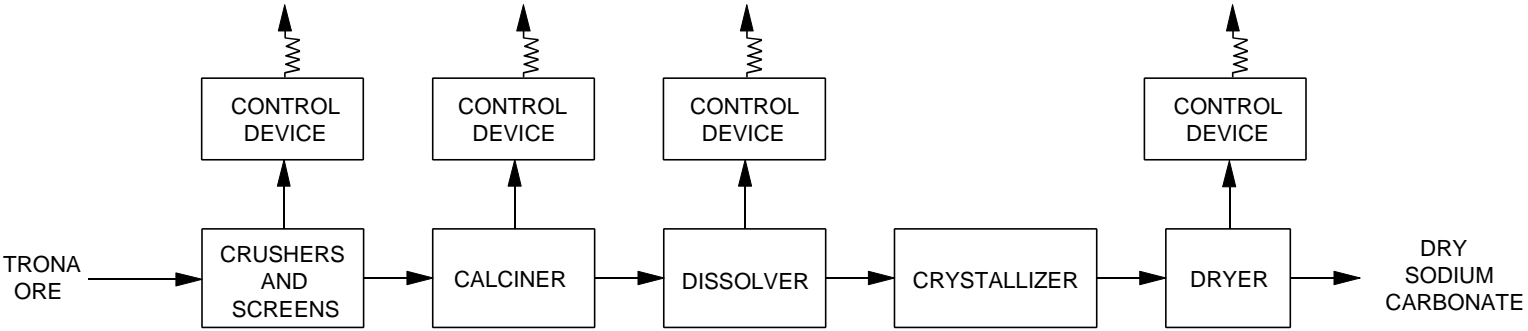 CONTROL
DEVICE
CONTROL
DEVICE
CONTROL
DEVICE
CONTROL
DEVICE
TRONA
ORE
CRUSHERS
AND
SCREENS
CALCINER
DISSOLVER
CRYSTALLIZER
DRYER
DRY
SODIUM
CARBONATE